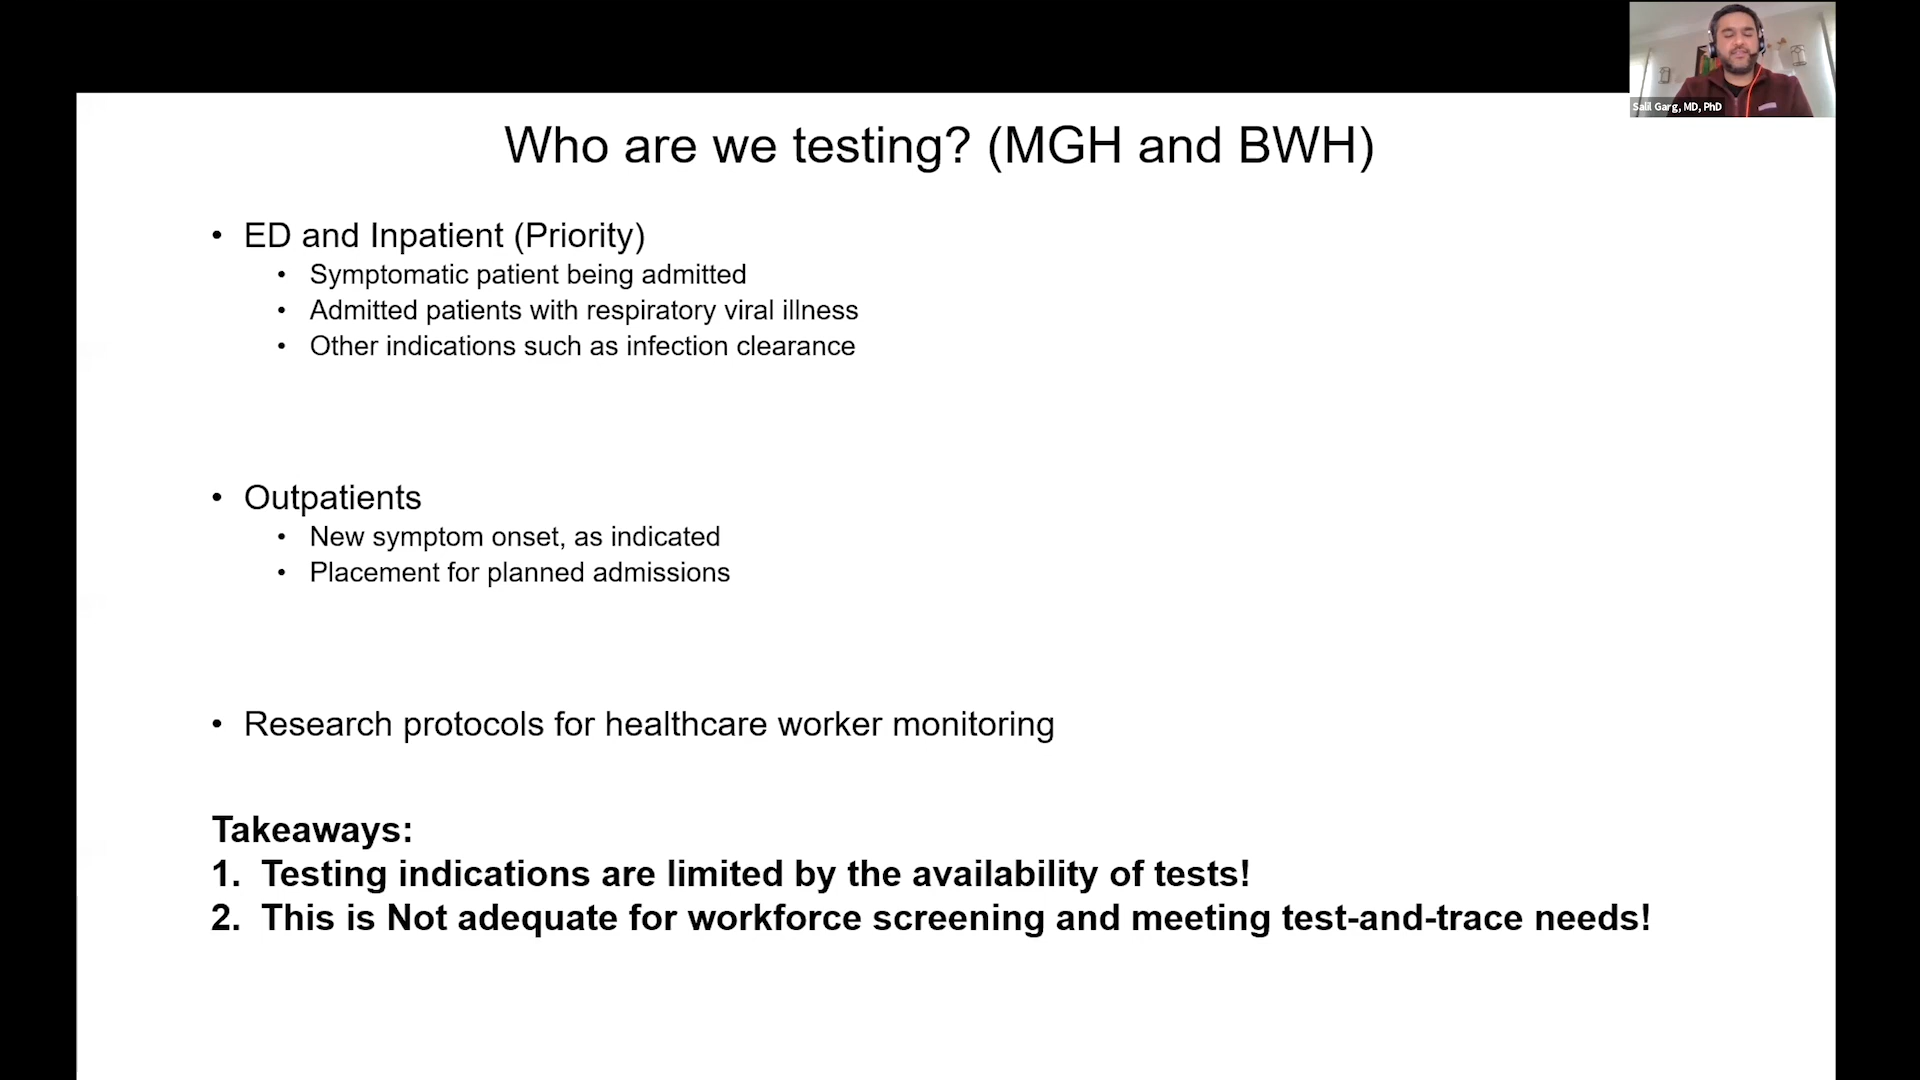 Salil Garg, MD, PhD
Who are we testing? (MGH and BWH)
• ED and Inpatient (Priority)
• Symptomatic patient being admitted
• Admitted patients with respiratory viral illness
• Other indications such as infection clearance
• Outpatients
• New symptom onset, as indicated
• Placement for planned admissions
• Research protocols for healthcare worker monitoring
Takeaways:
1. Testing indications are limited by the availability of tests!
2. This is Not adequate for workforce screening and meeting test-and-trace needs!